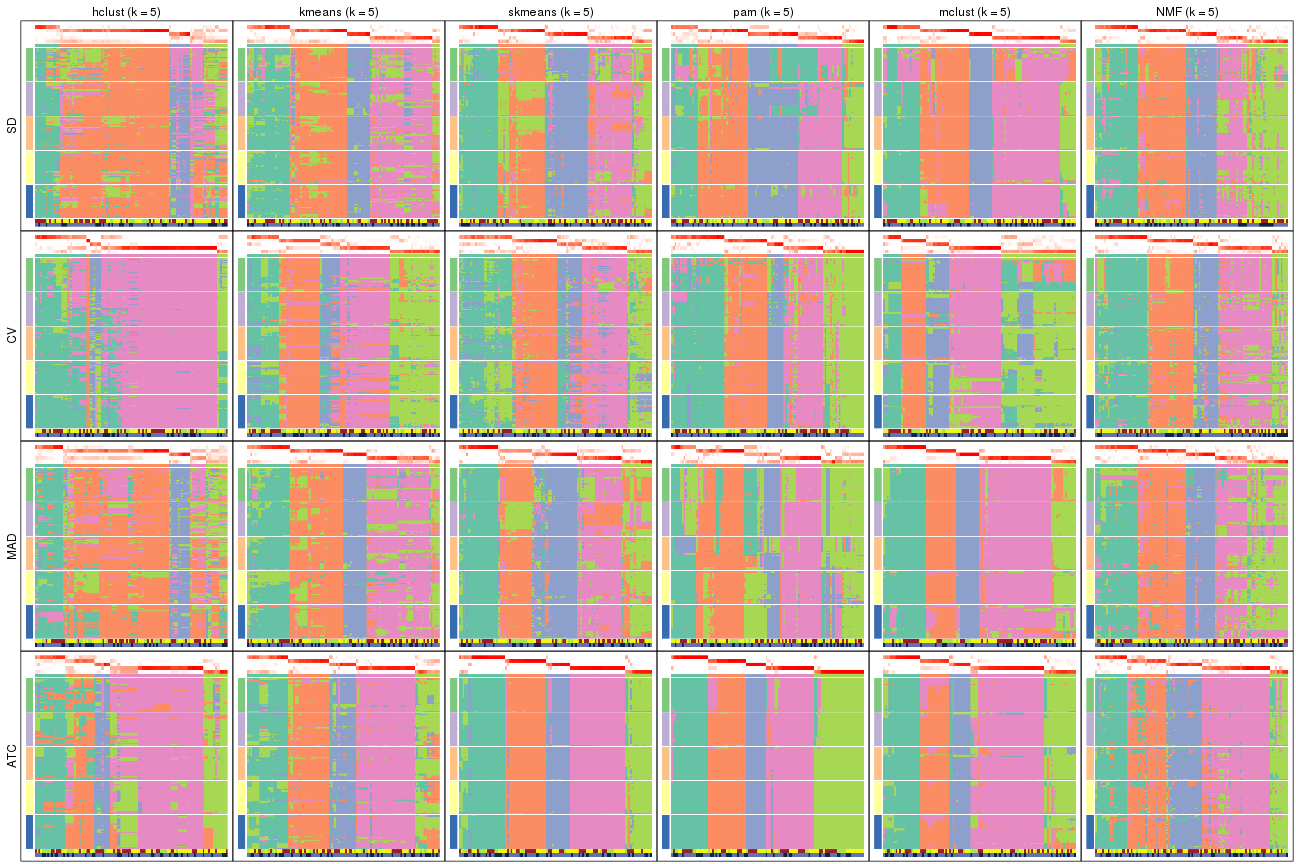 hclust (k = 5)
kmeans (k = 5)
skmeans (k = 5)
pam (k = 5)
mclust (k = 5)
NMF (k = 5)
SD
CV
MAD
ATC